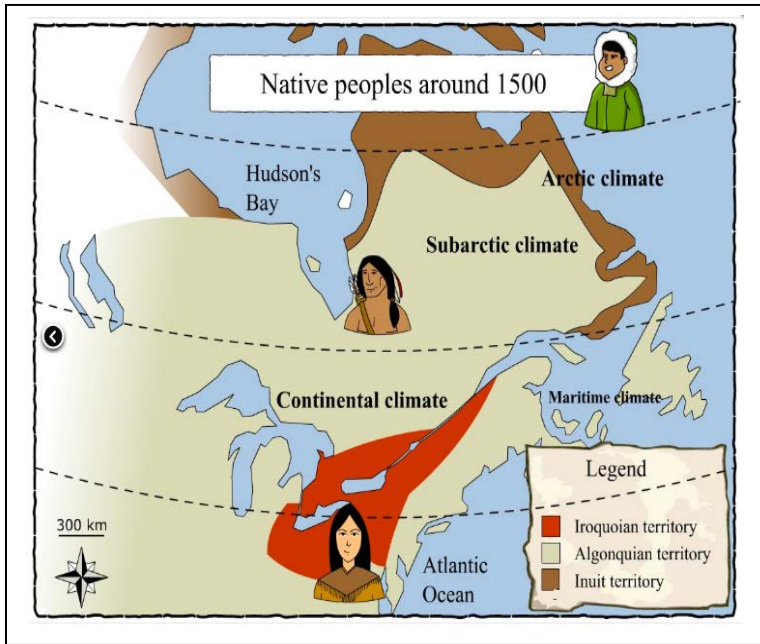 Native peoples around 1500
Hudson's
Bay
Arctic climate
Subarctic climate
Continental climate
Maritime climate
Legend
Iroquoian territory
Algonquian territory
Inuit territory
300 km
Atlantic
Ocean